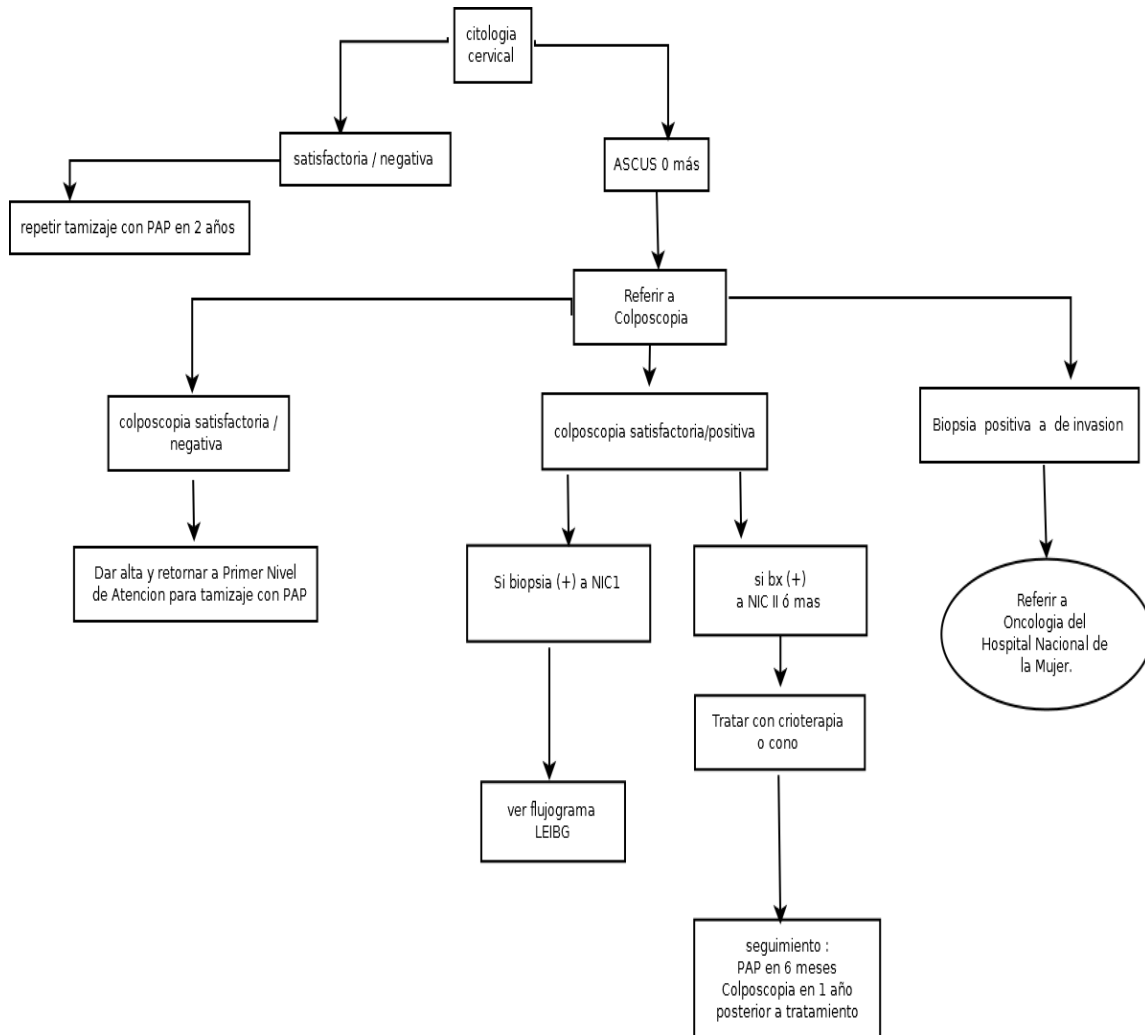 citologia
cervical
satisfactoria / negativa
ASCUS 0 más
repetir tamizaje con PAP en 2 años
Referir a
Colposcopia
colposcopia satisfactoria /
negativa
colposcopia satisfactoria/positiva
Biopsia positiva a de invasion
Dar alta y retornar a Primer Nivel
de Atencion para tamizaje con PAP
Si biopsia (+) a NIC1
si bx (+)
a NIC II ó mas
Referir a
Oncologia del
Hospital Nacional de
la Mujer.
Tratar con crioterapia
o cono
ver flujograma
LEIBG
seguimiento :
PAP en 6 meses
Colposcopia en 1 año
posterior a tratamiento